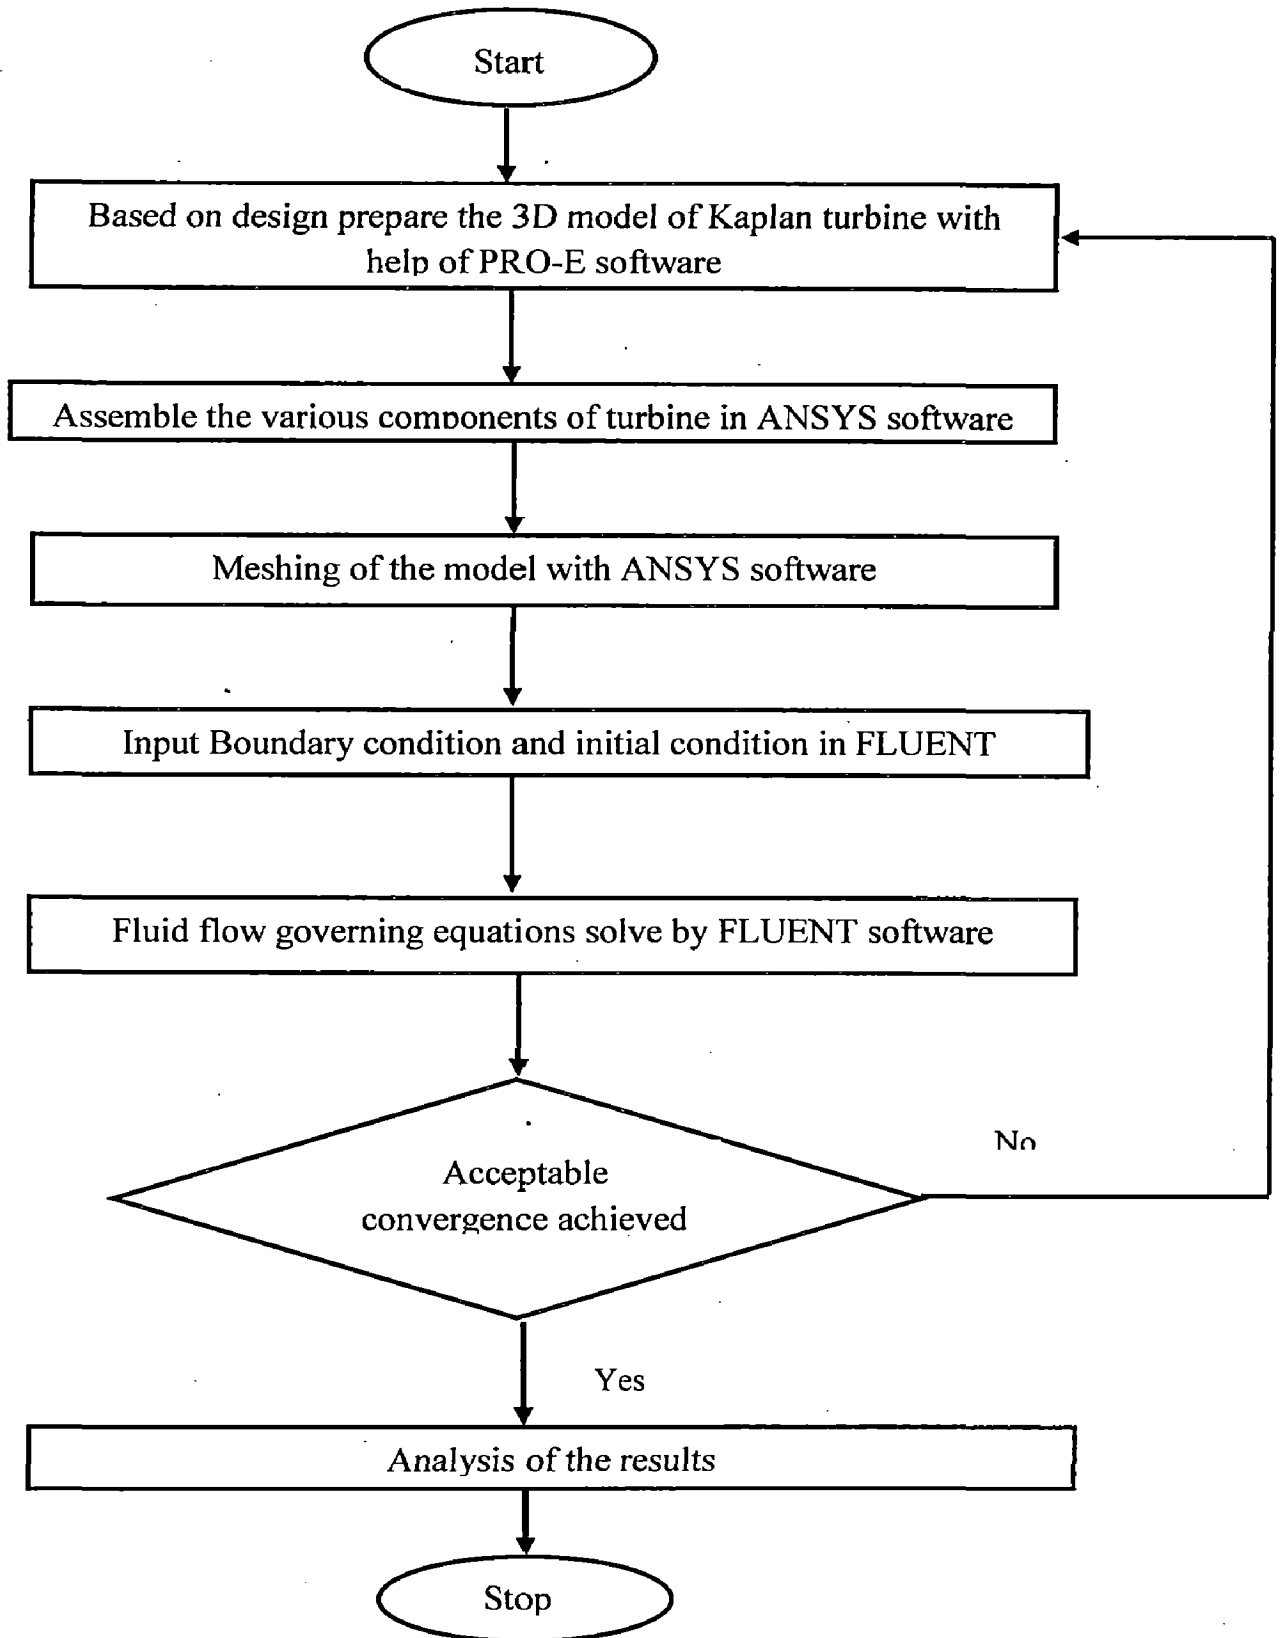 Start
Based on design prepare the 3D model of Kaplan turbine with
help of PRO-E software
Assemble the various components of turbine in ANSYS software
Meshing of the model with ANSYS software
Input Boundary condition and initial condition in FLUENT
Fluid flow governing equations solve by FLUENT software
No
Acceptable
convergence achieved
Yes
Analysis of the results
Stop